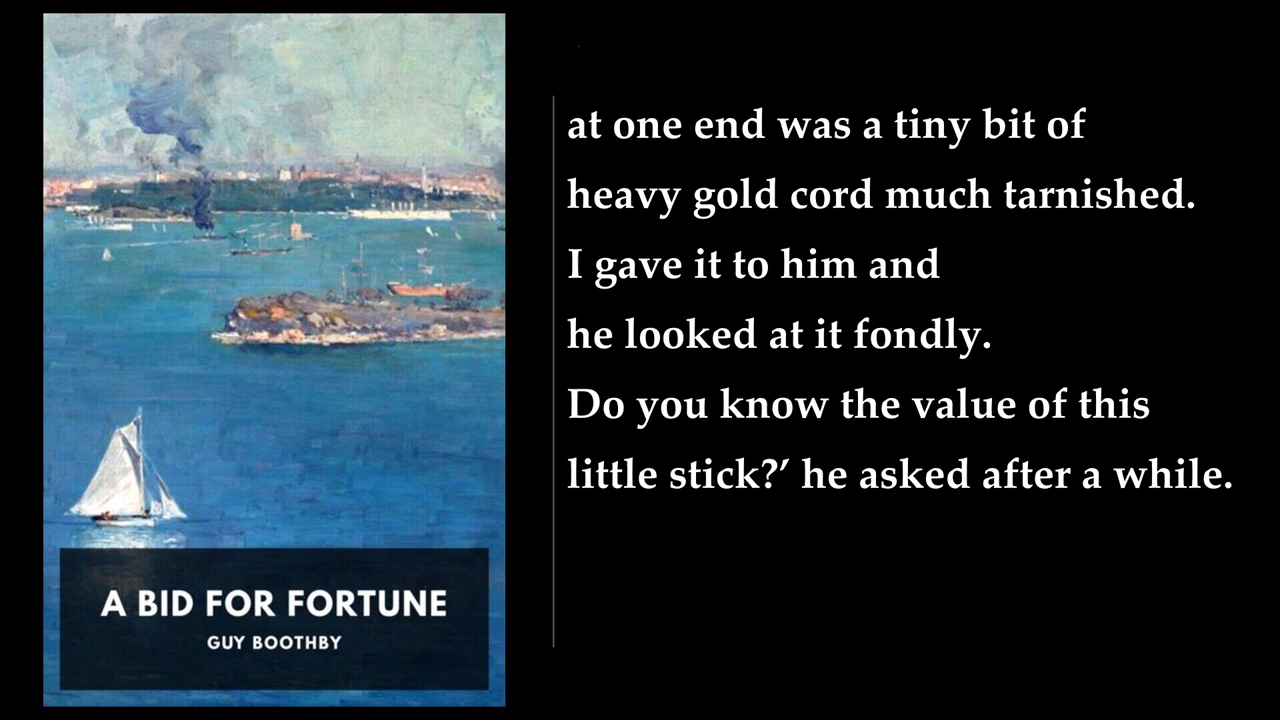 at one end was a tiny bit of
heavy gold cord much tarnished.
I gave it to him and
he looked at it fondly.
Do you know the value of this
little stick?’ he asked after a while.
A BID FOR FORTUNE
GUY BOOTHBY